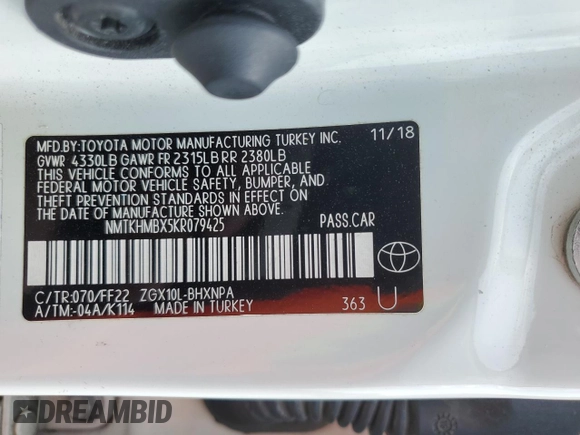 MFD.BY:TOYOTA MOTOR MANUFACTURING TURKEY INC. 11/18
GVWR 4330LB GAWR FR 2315LB RR 2380LB
THIS VEHICLE CONFORMS TO ALL APPLICABLE
FEDERAL MOTOR VEHICLE SAFETY, BUMPER, AND
THEFT PREVENTION STANDARDS IN EFFECT ON
THE DATE OF MANUFACTURE SHOWN ABOVE.
NMTKHMBX5KR079425 PASS.CAR
C/TR:070/FF22 ZGX10L-BHXNPA
A/TM:-04A/K114 MADE IN TURKEY 363 U
DREAMBID